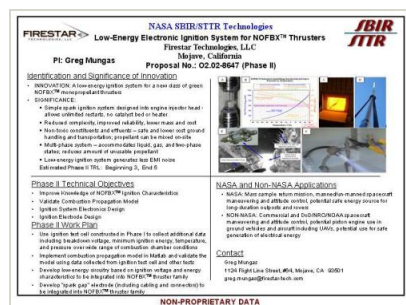 FIRESTAR
TECHNOLOGIES, LLC
NASA SBIR/STTR Technologies
Low-Energy Electronic Ignition System for NOFBX™ Thrusters
Firestar Technologies, LLC
Mojave, California
PI: Greg Mungas
Proposal No.: O2.02-8647 (Phase II)
SBIR
STTR
Identification and Significance of Innovation
• INNOVATION: A low-energy ignition system for a new class of green
NOFBX™ monopropellant thrusters
• SIGNIFICANCE:
• Simple spark ignition system designed into engine injector head -
allows unlimited restarts, no catalyst bed or heater.
• Reduced complexity, improved reliability, lower mass and cost
• Non-toxic constituents and effluents – safe and lower cost ground
handling and transportation; propellant can be mixed on-site
• Multi-phase system – accommodates liquid, gas, and two-phase
states; reduces amount of unusable propellant
• Low-energy ignition system generates less EMI noise
Estimated Phase II TRL: Beginning 3, End 5
Phase II Technical Objectives
• Improve Knowledge of NOFBX™ Ignition Characteristics
• Validate Combustion Propagation Model
• Ignition System Electronics Design
• Ignition Electrode Design
Phase II Work Plan
• Use ignition test cell constructed in Phase I to collect additional data
including breakdown voltage, minimum ignition energy, temperature,
and pressure over wide range of combustion chamber conditions
• Implement combustion propagation model in Matlab and validate the
model using data collected from ignition test cell and other tests
• Develop low-energy circuitry based on ignition voltage and energy
characteristics to be integrated into NOFBX™ thruster family
• Develop "spark gap" electrode (including cabling and connectors) to
be integrated into NOFBX™ thruster family
NASA and Non-NASA Applications
• NASA: Mars sample return mission, manned/un-manned spacecraft
maneuvering and attitude control, potential safe energy source for
long-duration outposts and rovers
• NON-NASA: Commercial and DoD/NRO/NOAA spacecraft
maneuvering and attitude control, potential piston engine use in
ground vehicles and aircraft including UAVs, potential use for safe
generation of electrical energy
Contact
Greg Mungas
1124 Flight Line Street, #54, Mojave, CA 93501
greg.mungas@firestar-tech.com
NON-PROPRIETARY DATA